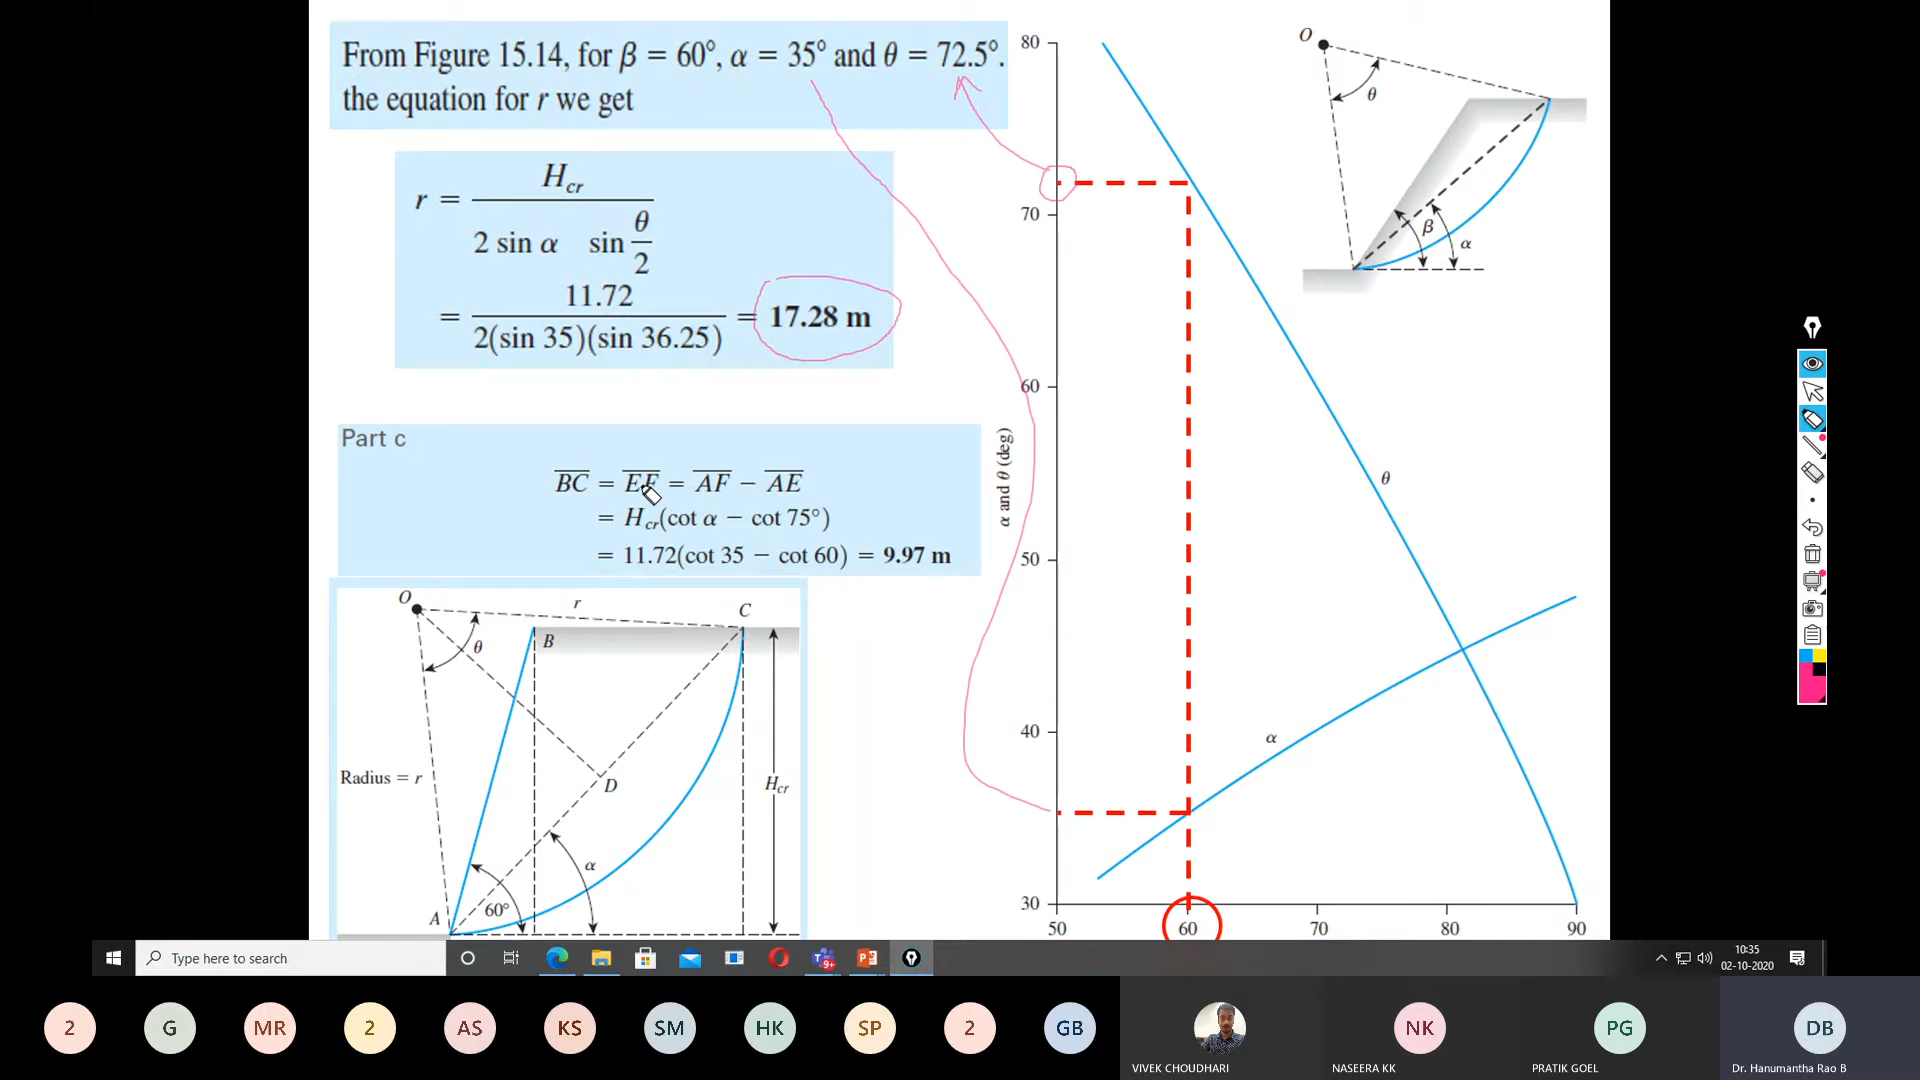 From Figure 15.14, for β = 60°, α = 35° and θ = 72.5°.
the equation for r we get
r = H_cr / (2 sin α sin θ/2)
= 11.72 / (2(sin 35)(sin 36.25)) = 17.28 m
Part c
BC = EF = AF − AE
= H_cr(cot α − cot 75°)
= 11.72(cot 35 − cot 60) = 9.97 m
O
r
C
B
θ
Radius = r
D
H_cr
α
A
60°
80
70
60
50
40
30
α and θ (deg)
50
60
70
80
90
θ
α
O
θ
β
α
Type here to search
9+
10:35
02-10-2020
2
G
MR
2
AS
KS
SM
HK
SP
2
GB
NK
PG
DB
VIVEK CHOUDHARI
NASEERA KK
PRATIK GOEL
Dr. Hanumantha Rao B